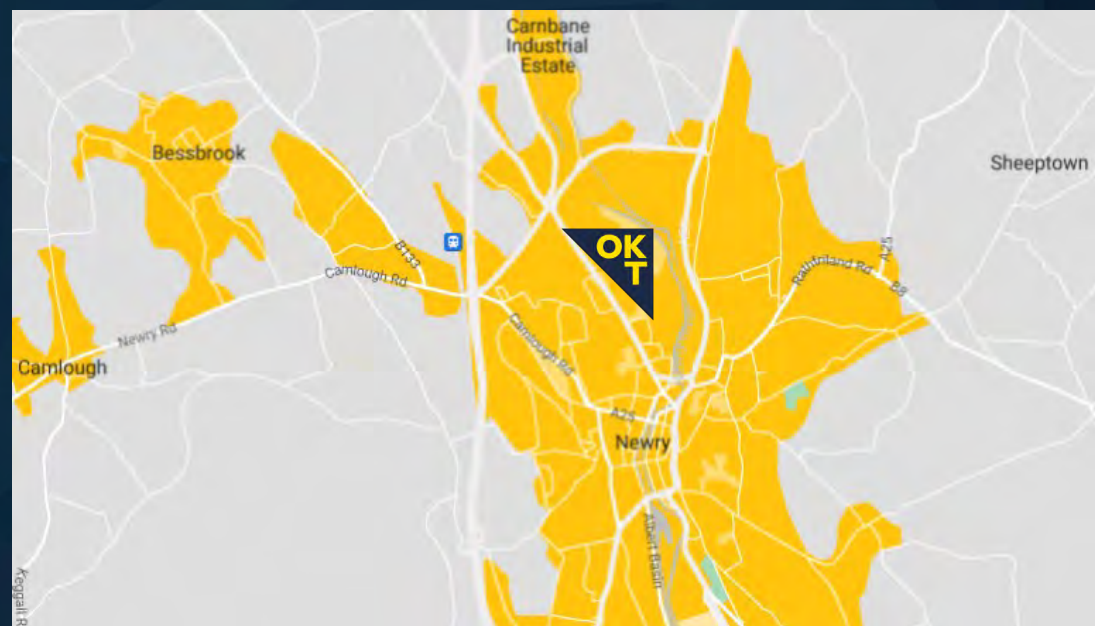 Carnbane
Industrial
Estate
Bessbrook
Sheeptown
OK
T
B133
A25
Camlough Rd
Rathfriland Rd
B8
Newry Rd
Camlough
Camlough Rd
A25
Newry
Albert Basin
Keggall R